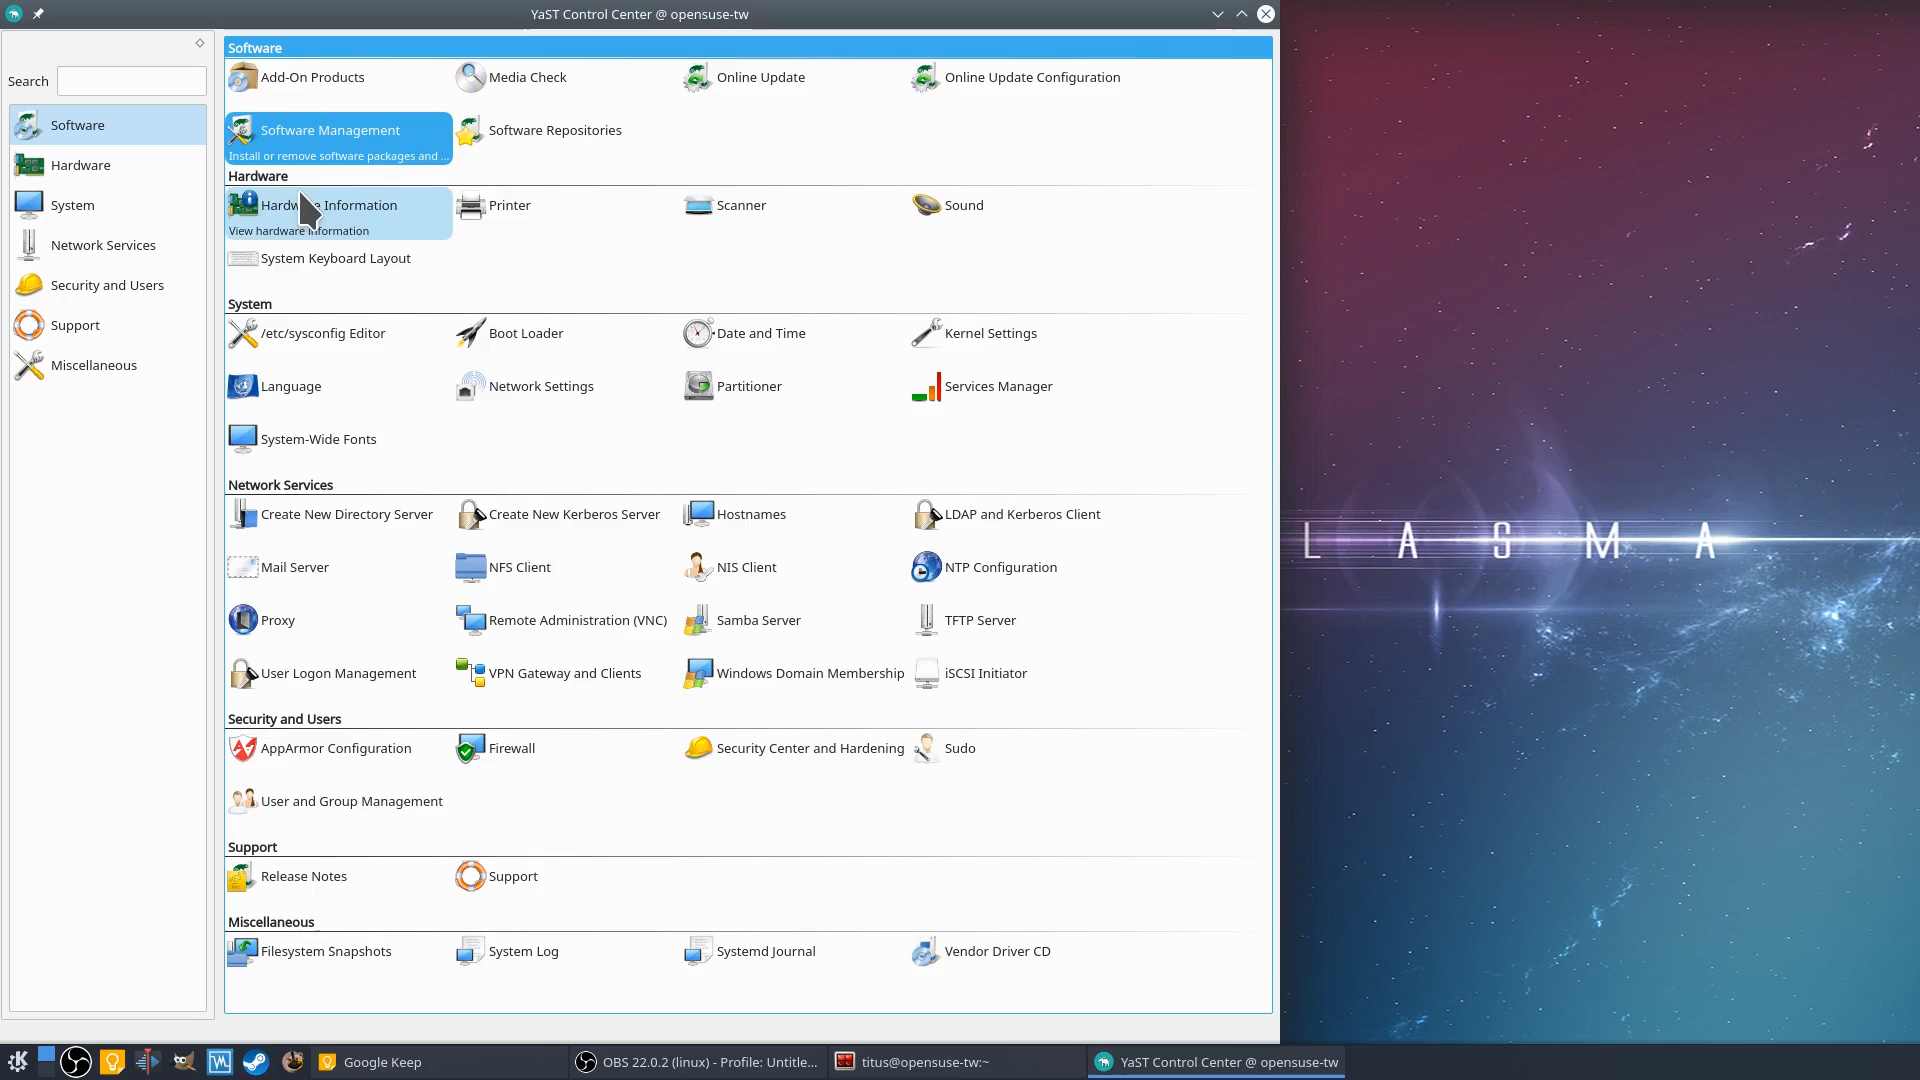 YaST Control Center @ opensuse-tw
Search
Software
Hardware
System
Network Services
Security and Users
Support
Miscellaneous
Software
Add-On Products
Media Check
Online Update
Online Update Configuration
Software Management
Install or remove software packages and ...
Software Repositories
Hardware
Hardware Information
View hardware information
Printer
Scanner
Sound
System Keyboard Layout
System
/etc/sysconfig Editor
Boot Loader
Date and Time
Kernel Settings
Language
Network Settings
Partitioner
Services Manager
System-Wide Fonts
Network Services
Create New Directory Server
Create New Kerberos Server
Hostnames
LDAP and Kerberos Client
Mail Server
NFS Client
NIS Client
NTP Configuration
Proxy
Remote Administration (VNC)
Samba Server
TFTP Server
User Logon Management
VPN Gateway and Clients
Windows Domain Membership
iSCSI Initiator
Security and Users
AppArmor Configuration
Firewall
Security Center and Hardening
Sudo
User and Group Management
Support
Release Notes
Support
Miscellaneous
Filesystem Snapshots
System Log
Systemd Journal
Vendor Driver CD
L A S M A
Google Keep
OBS 22.0.2 (linux) - Profile: Untitle...
titus@opensuse-tw:~
YaST Control Center @ opensuse-tw